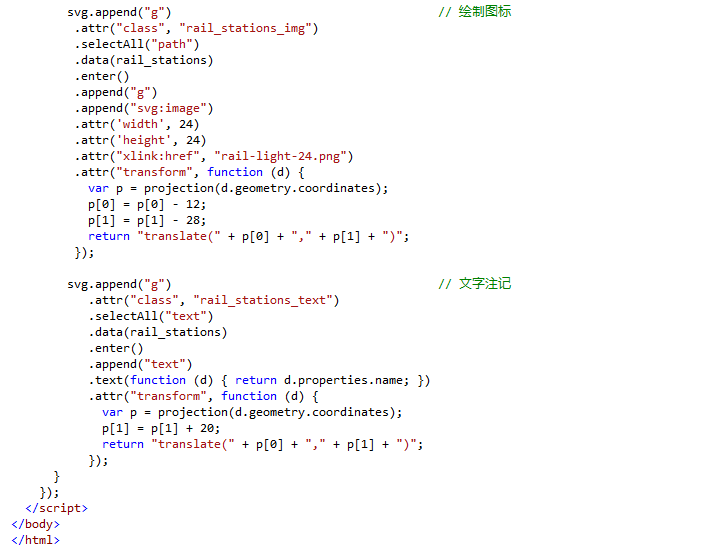 svg.append("g") // 绘制图标
.attr("class", "rail_stations_img")
.selectAll("path")
.data(rail_stations)
.enter()
.append("g")
.append("svg:image")
.attr('width', 24)
.attr('height', 24)
.attr("xlink:href", "rail-light-24.png")
.attr("transform", function (d) {
var p = projection(d.geometry.coordinates);
p[0] = p[0] - 12;
p[1] = p[1] - 28;
return "translate(" + p[0] + "," + p[1] + ")";
});
svg.append("g") // 文字注记
.attr("class", "rail_stations_text")
.selectAll("text")
.data(rail_stations)
.enter()
.append("text")
.text(function (d) { return d.properties.name; })
.attr("transform", function (d) {
var p = projection(d.geometry.coordinates);
p[1] = p[1] + 20;
return "translate(" + p[0] + "," + p[1] + ")";
});
}
});
</script>
</body>
</html>